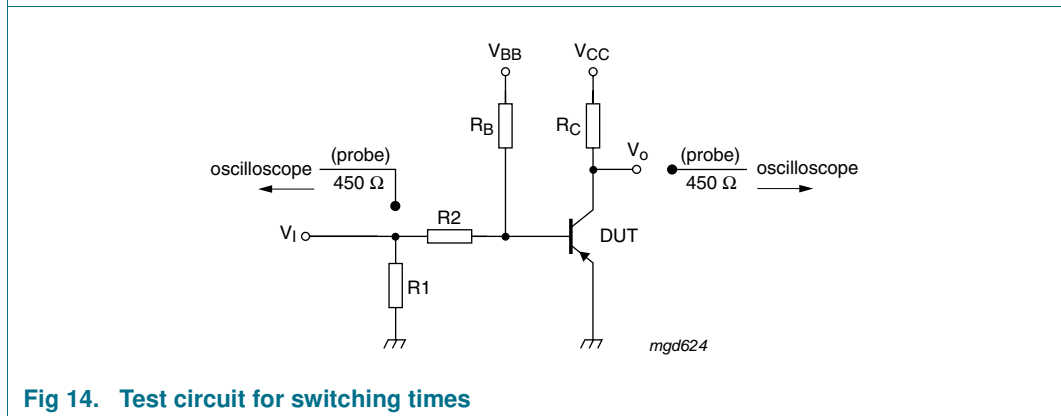 VBB
VCC
RB
RC
Vo
(probe)
450 Ω
oscilloscope
(probe)
450 Ω
oscilloscope
R2
VI
DUT
R1
mgd624
Fig 14. Test circuit for switching times